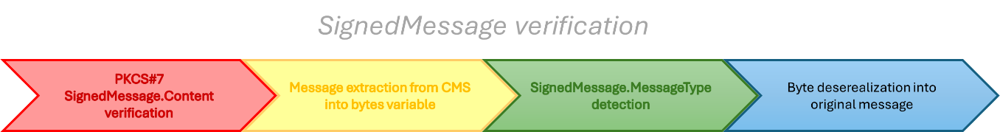 SignedMessage verification
PKCS#7
SignedMessage.Content
verification
Message extraction from CMS
into bytes variable
SignedMessage.MessageType
detection
Byte deserealization into
original message